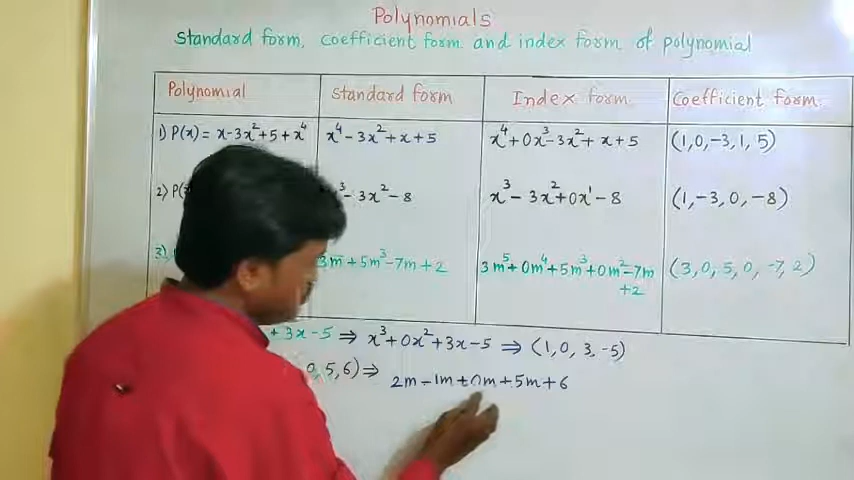 Polynomials
Standard form, coefficient form and index form of polynomial
Polynomial Standard form Index form Coefficient form
1) P(x) = x-3x²+5+x⁴ x⁴-3x²+x+5 x⁴+0x³-3x²+x+5 (1,0,-3,1,5)
2) P( ³-3x²-8 x³-3x²+0x¹-8 (1,-3,0,-8)
3) 3m+5m³-7m+2 3m⁵+0m⁴+5m³+0m²-7m (3,0,5,0,-7,2)
+2
+3x-5 ⇒ x³+0x²+3x-5 ⇒ (1,0,3,-5)
0,5,6) ⇒ 2m-1m+0m+5m+6